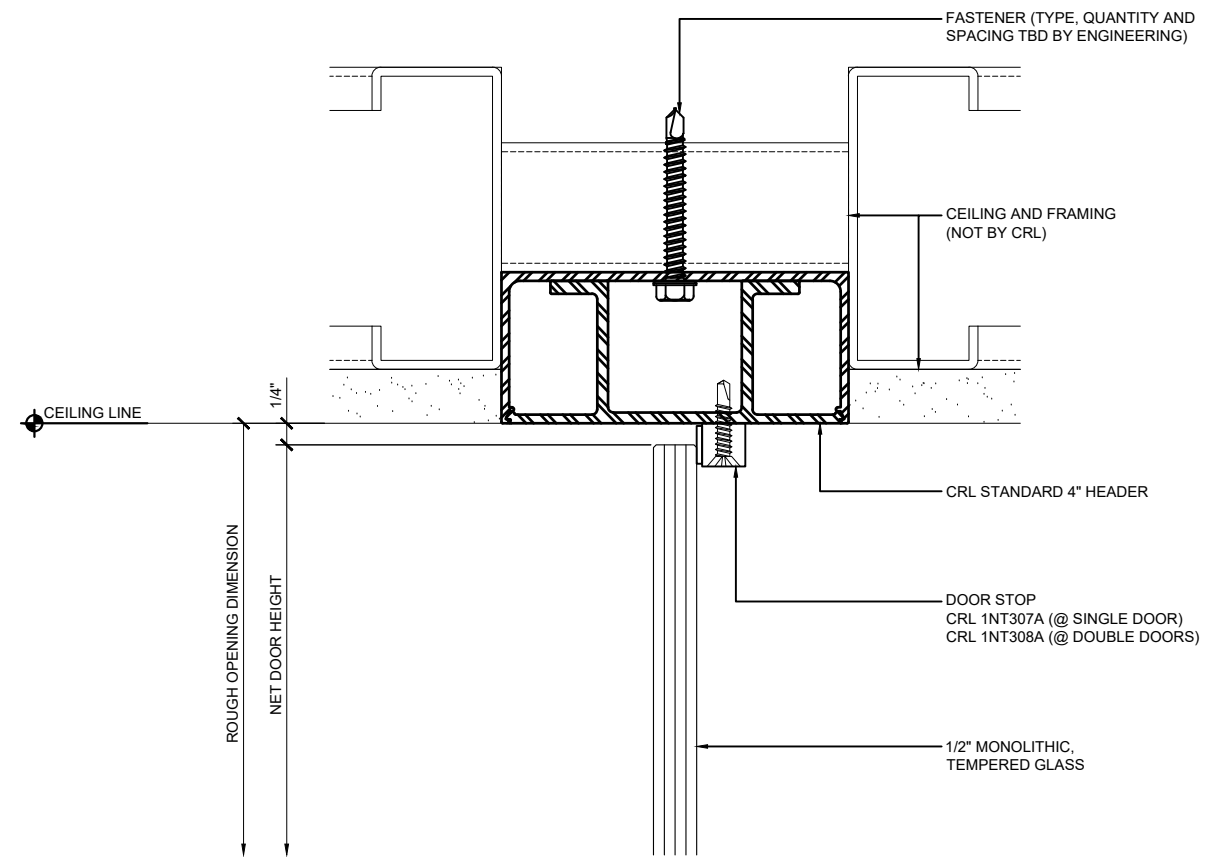 FASTENER (TYPE, QUANTITY AND
SPACING TBD BY ENGINEERING)
CEILING AND FRAMING
(NOT BY CRL)
1/4"
CEILING LINE
CRL STANDARD 4" HEADER
ROUGH OPENING DIMENSION
NET DOOR HEIGHT
DOOR STOP
CRL 1NT307A (@ SINGLE DOOR)
CRL 1NT308A (@ DOUBLE DOORS)
1/2" MONOLITHIC,
TEMPERED GLASS